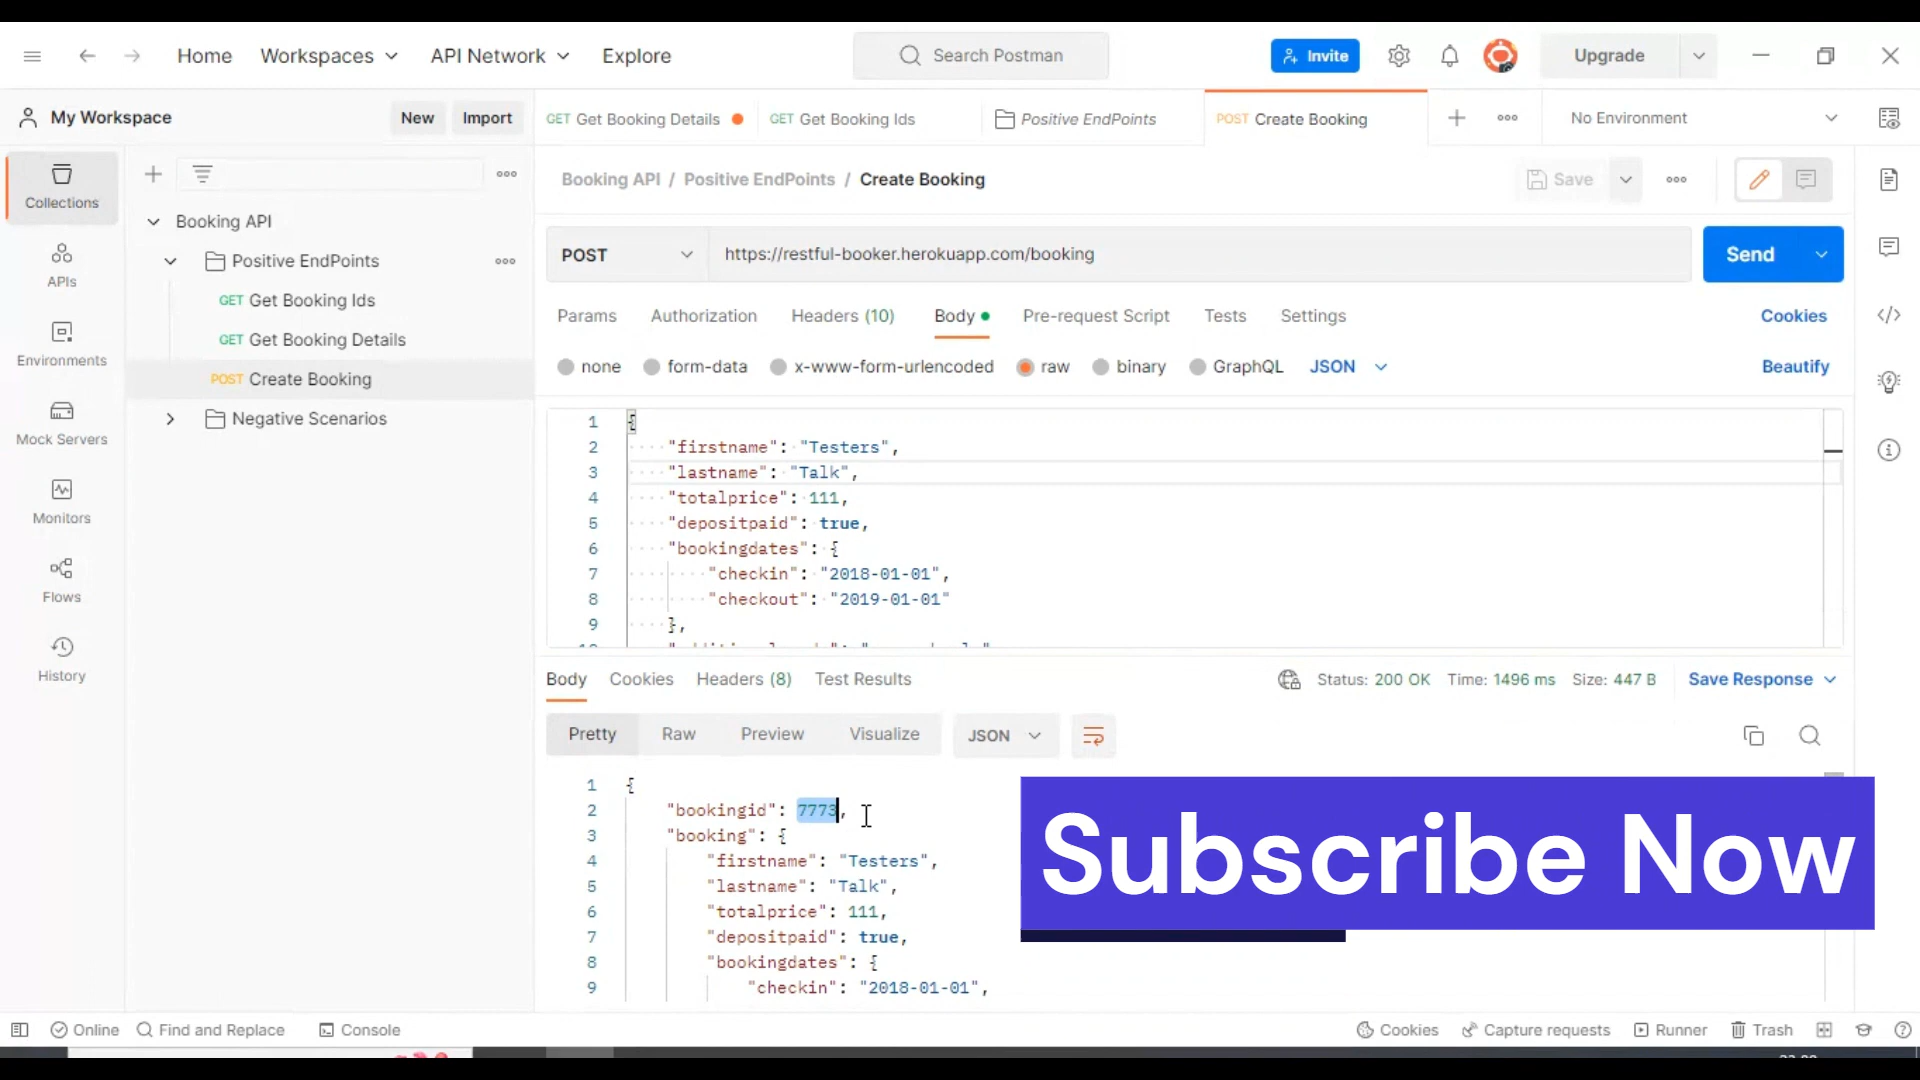 Home Workspaces API Network Explore Search Postman Invite Upgrade
My Workspace New Import GET Get Booking Details GET Get Booking Ids Positive EndPoints POST Create Booking No Environment
Booking API / Positive EndPoints / Create Booking Save
Collections
APIs
Environments
Mock Servers
Monitors
Flows
History
Booking API
Positive EndPoints
GET Get Booking Ids
GET Get Booking Details
POST Create Booking
Negative Scenarios
POST https://restful-booker.herokuapp.com/booking Send
Params Authorization Headers (10) Body Pre-request Script Tests Settings Cookies
none form-data x-www-form-urlencoded raw binary GraphQL JSON Beautify
1 {
2 "firstname": "Testers",
3 "lastname": "Talk",
4 "totalprice": 111,
5 "depositpaid": true,
6 "bookingdates": {
7 "checkin": "2018-01-01",
8 "checkout": "2019-01-01"
9 },
Body Cookies Headers (8) Test Results Status: 200 OK Time: 1496 ms Size: 447 B Save Response
Pretty Raw Preview Visualize JSON
1 {
2 "bookingid": 7773,
3 "booking": {
4 "firstname": "Testers",
5 "lastname": "Talk",
6 "totalprice": 111,
7 "depositpaid": true,
8 "bookingdates": {
9 "checkin": "2018-01-01",
Subscribe Now
Online Find and Replace Console Cookies Capture requests Runner Trash